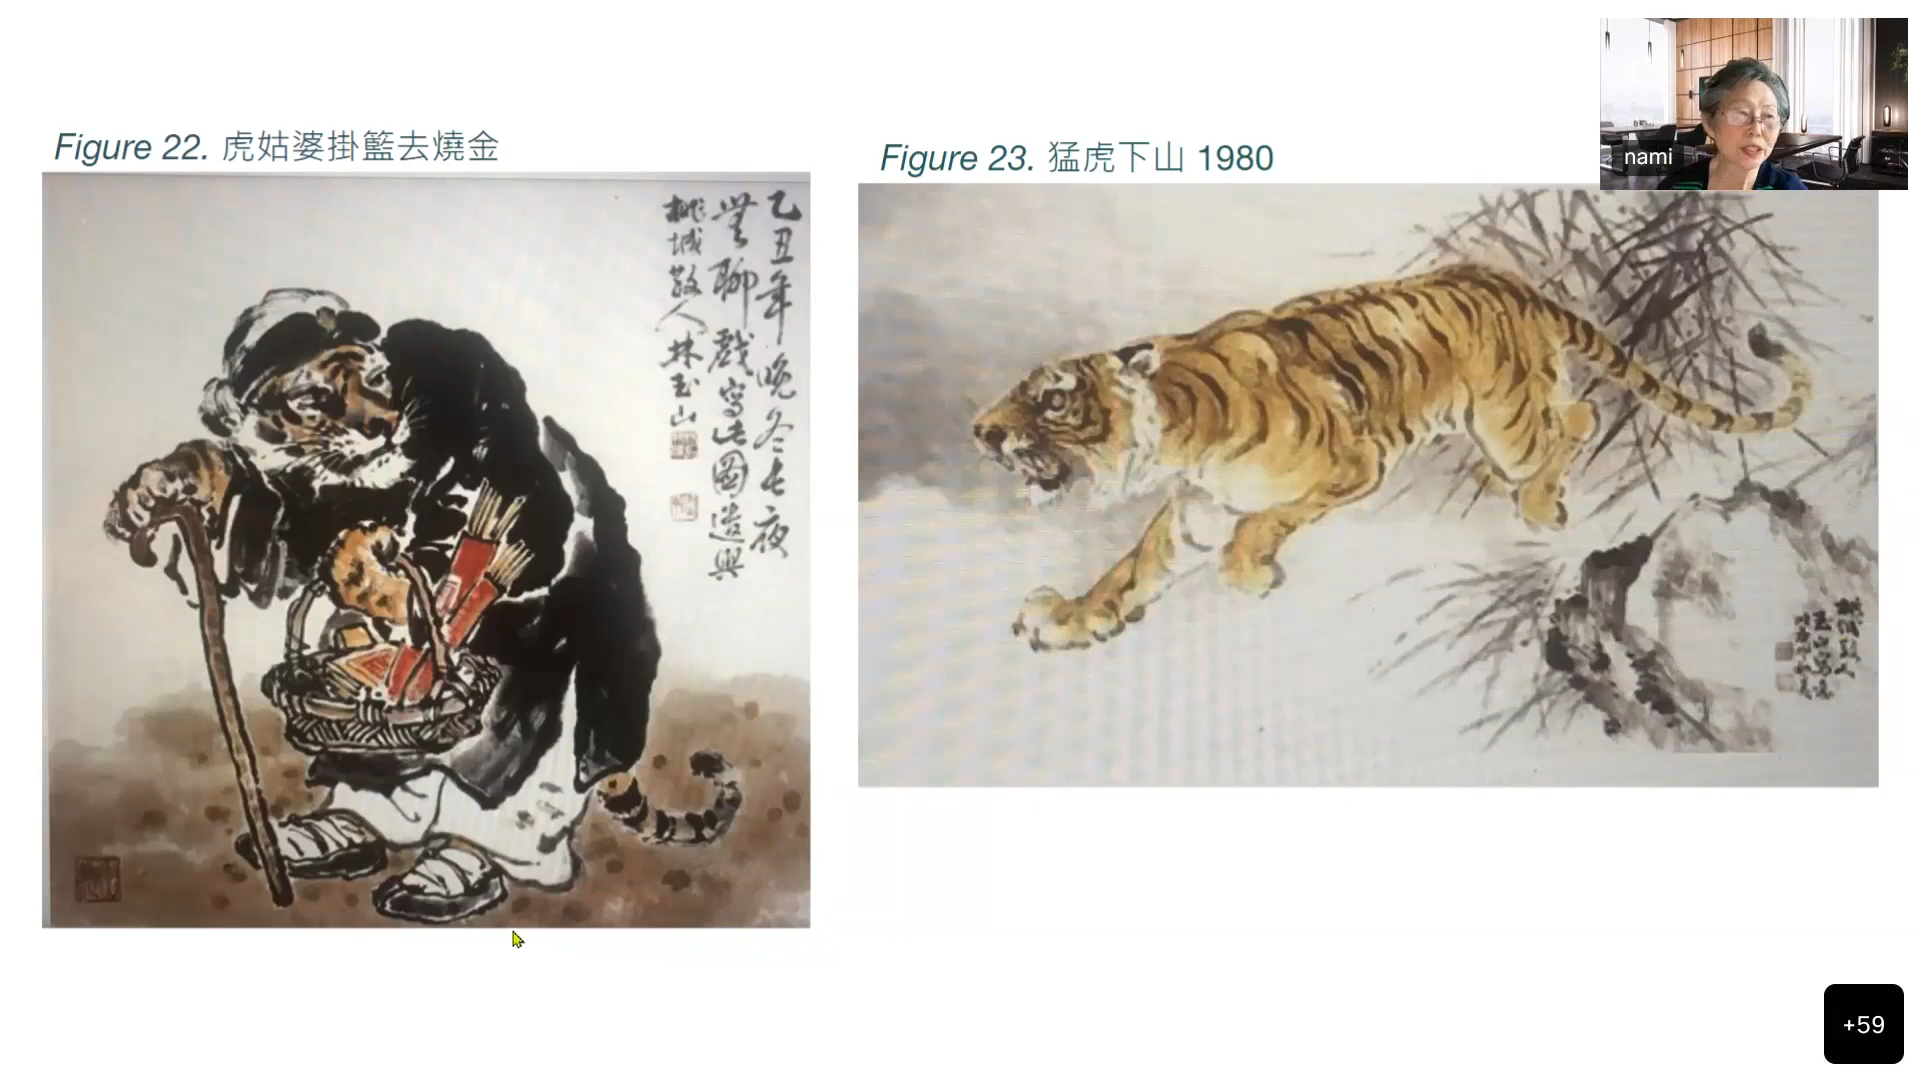 Figure 22. 虎姑婆掛籃去燒金
乙丑年晚冬長夜
無聊戲寫此圖遣興
桃城散人林玉山
Figure 23. 猛虎下山 1980
nami
+59